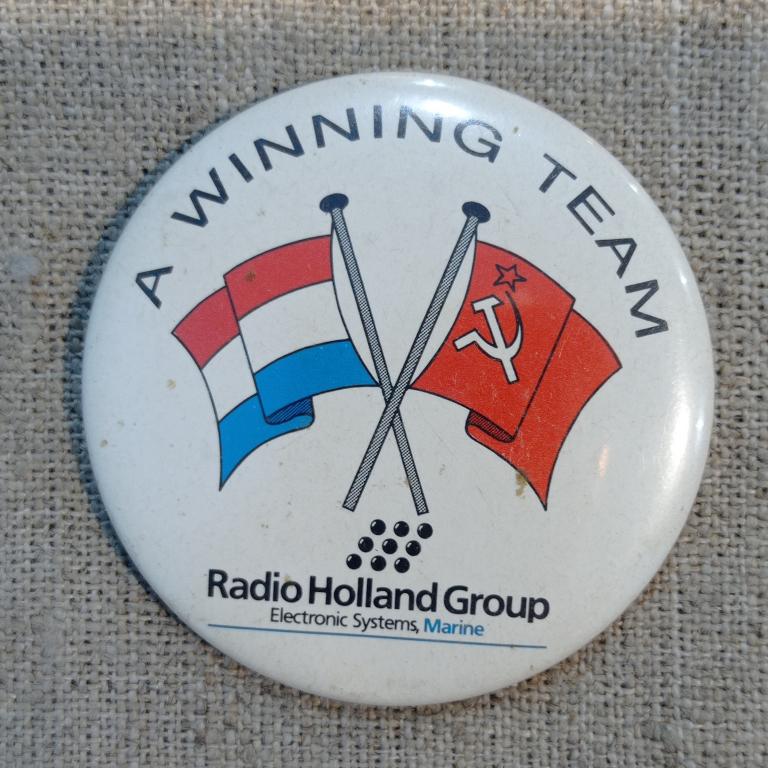 A WINNING TEAM
Radio Holland Group
Electronic Systems, Marine